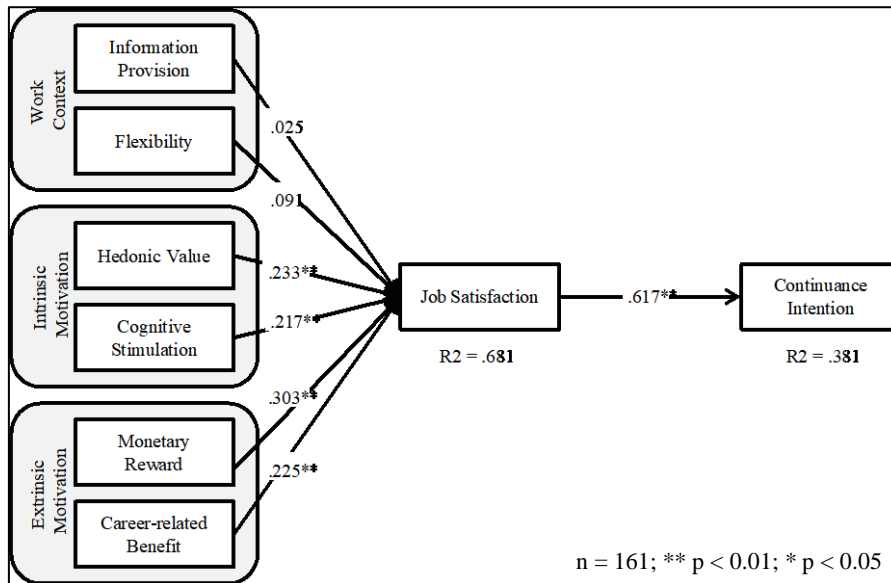 Work
Context
Information
Provision
Flexibility
.025
.091
Intrinsic
Motivation
Hedonic Value
Cognitive
Stimulation
.233**
.217**
Extrinsic
Motivation
Monetary
Reward
Career-related
Benefit
.303**
.225**
Job Satisfaction
R2 = .681
.617**
Continuance
Intention
R2 = .381
n = 161; ** p < 0.01; * p < 0.05